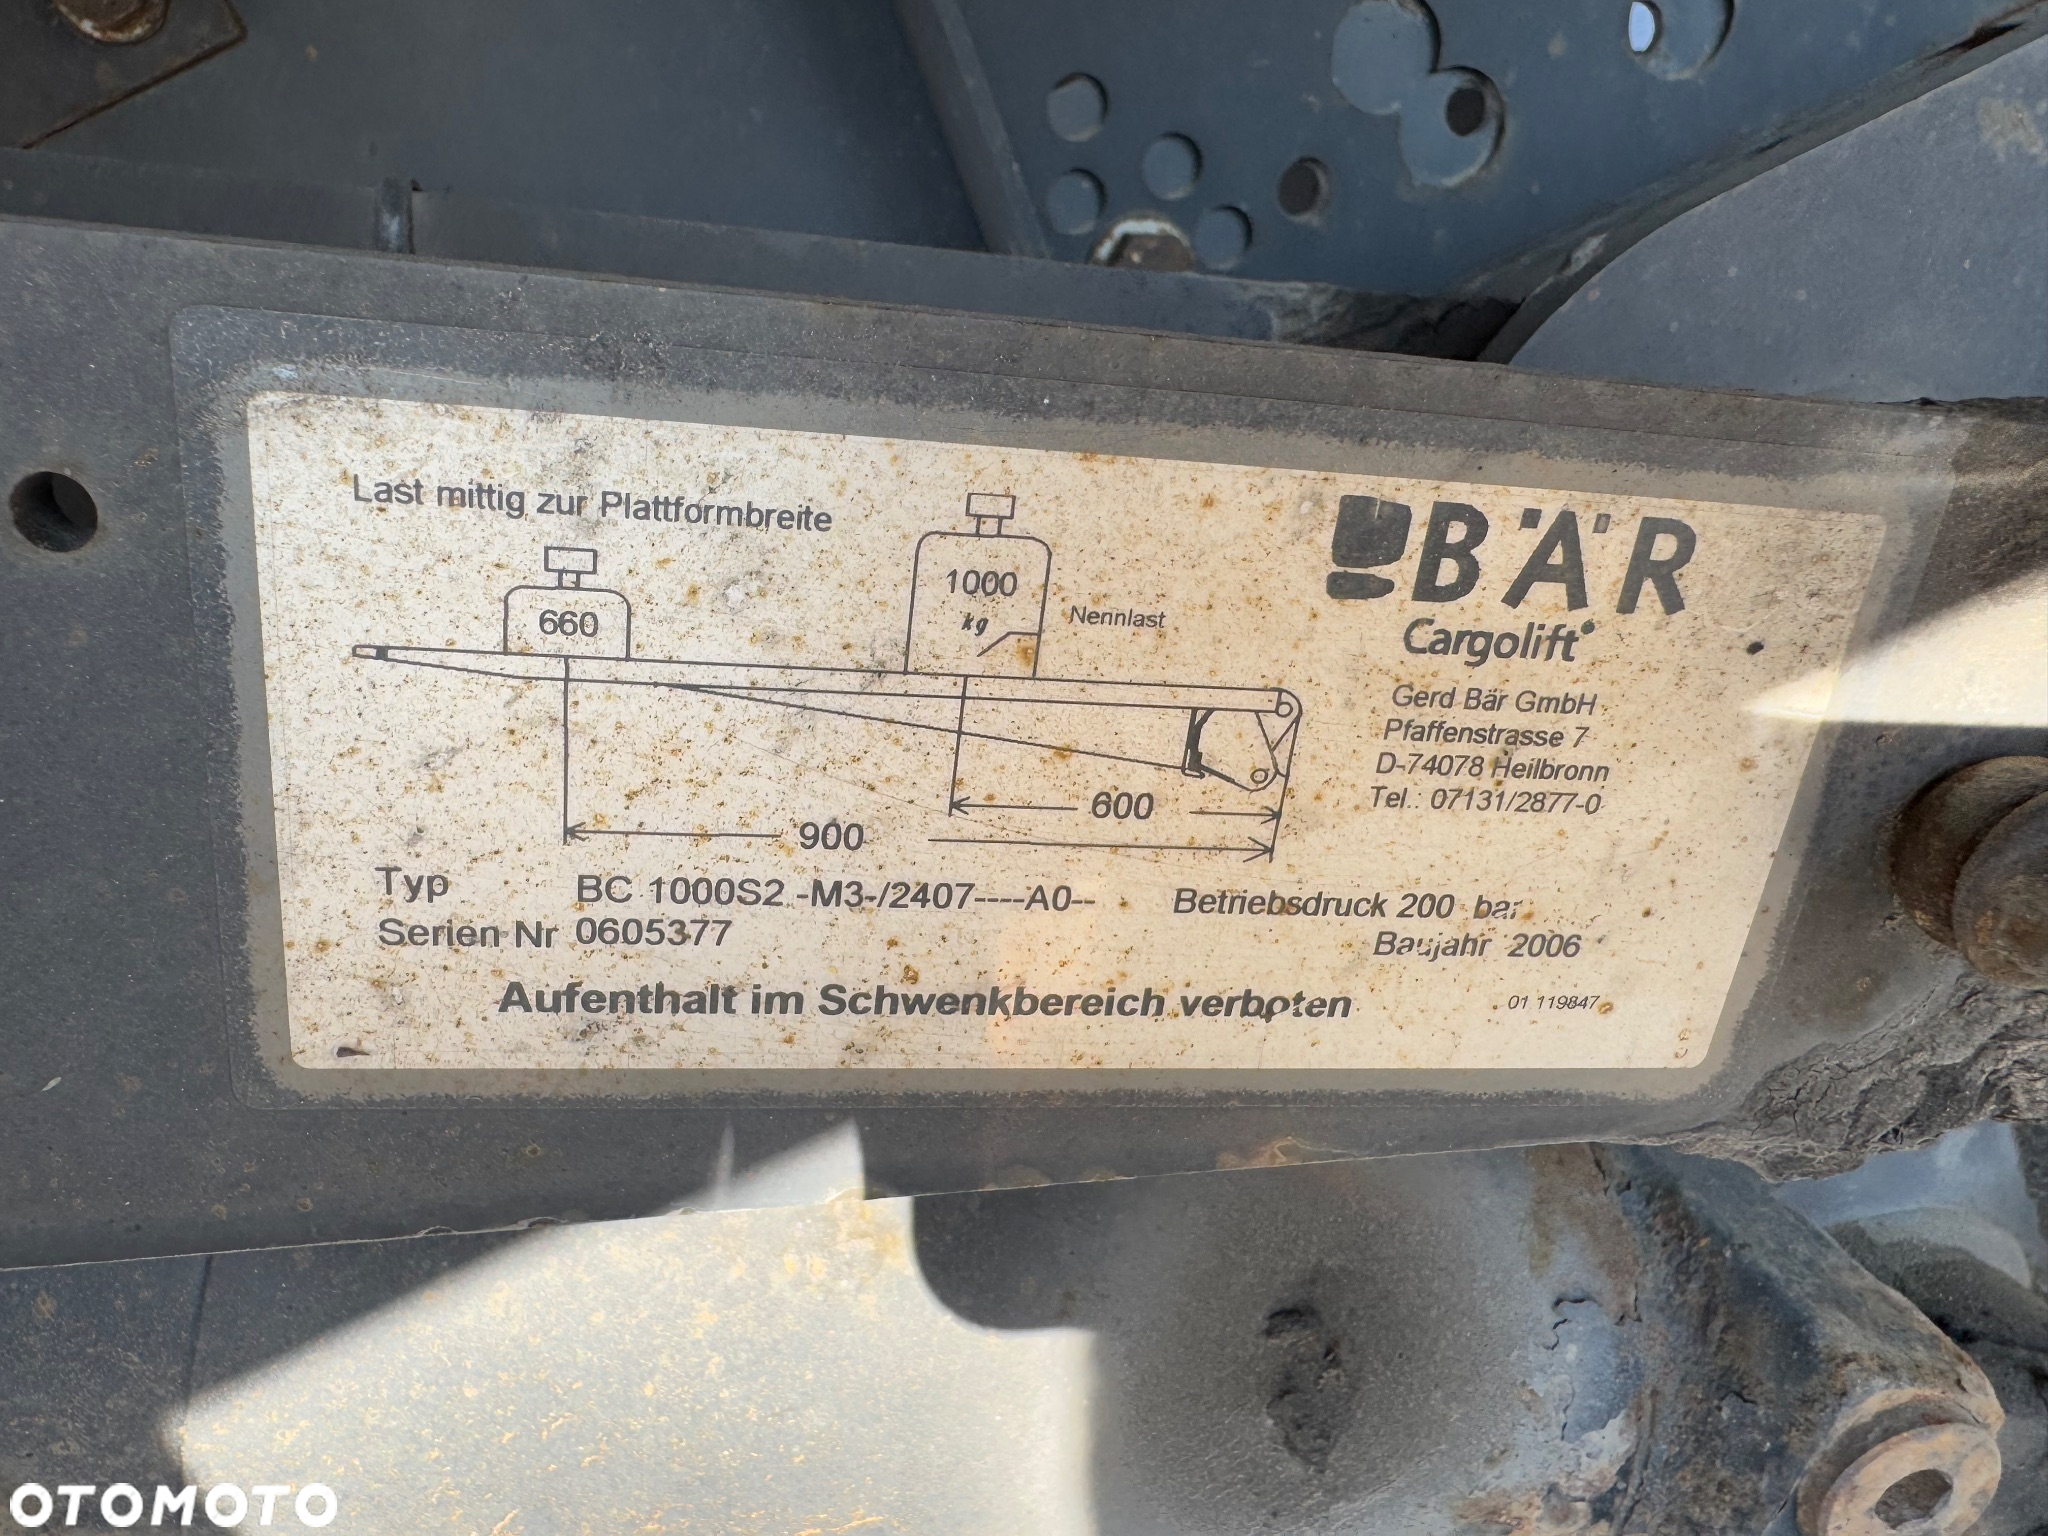 Last mittig zur Plattformbreite
660
1000
kg
Nennlast
600
900
BÄR
Cargolift
Gerd Bär GmbH
Pfaffenstrasse 7
D-74078 Heilbronn
Tel.: 07131/2877-0
Typ BC 1000S2 -M3-/2407----A0-- Betriebsdruck 200 bar
Serien Nr 0605377 Baujahr 2006
Aufenthalt im Schwenkbereich verboten 01 119847
OTOMOTO